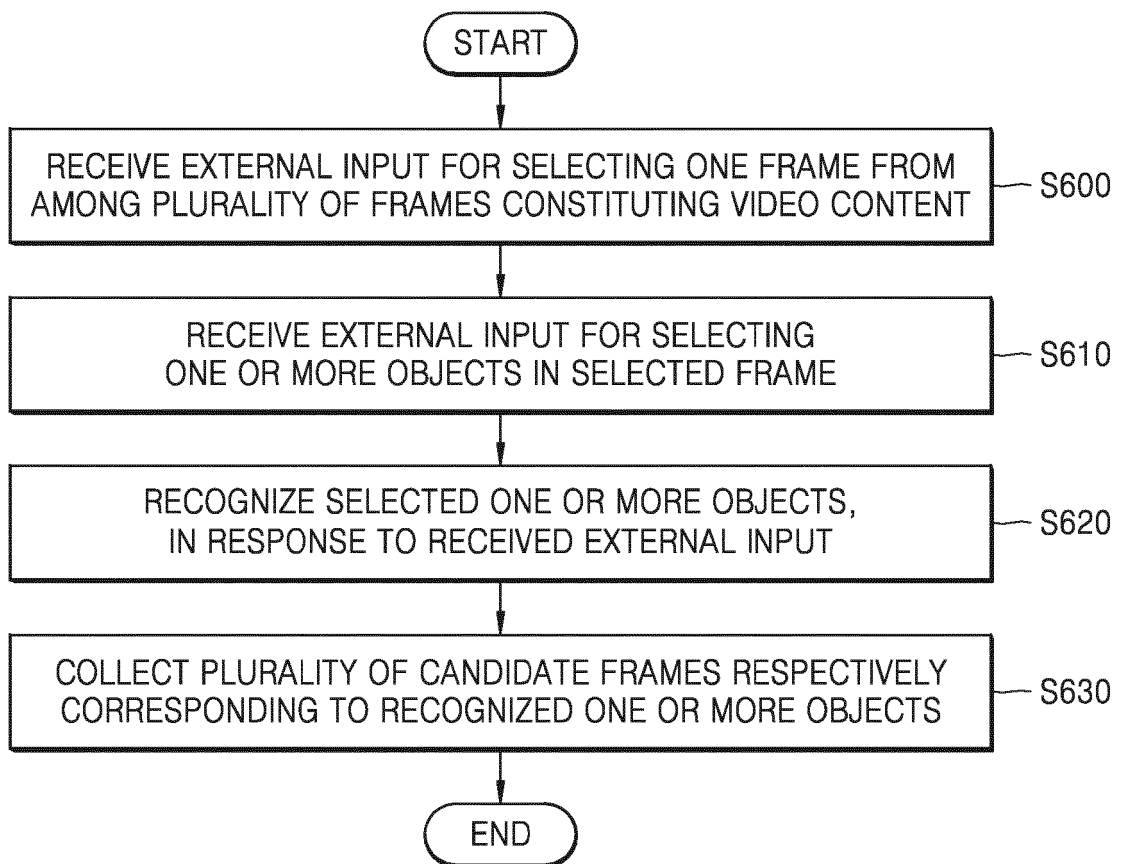 START
RECEIVE EXTERNAL INPUT FOR SELECTING ONE FRAME FROM
AMONG PLURALITY OF FRAMES CONSTITUTING VIDEO CONTENT
S600
RECEIVE EXTERNAL INPUT FOR SELECTING
ONE OR MORE OBJECTS IN SELECTED FRAME
S610
RECOGNIZE SELECTED ONE OR MORE OBJECTS,
IN RESPONSE TO RECEIVED EXTERNAL INPUT
S620
COLLECT PLURALITY OF CANDIDATE FRAMES RESPECTIVELY
CORRESPONDING TO RECOGNIZED ONE OR MORE OBJECTS
S630
END